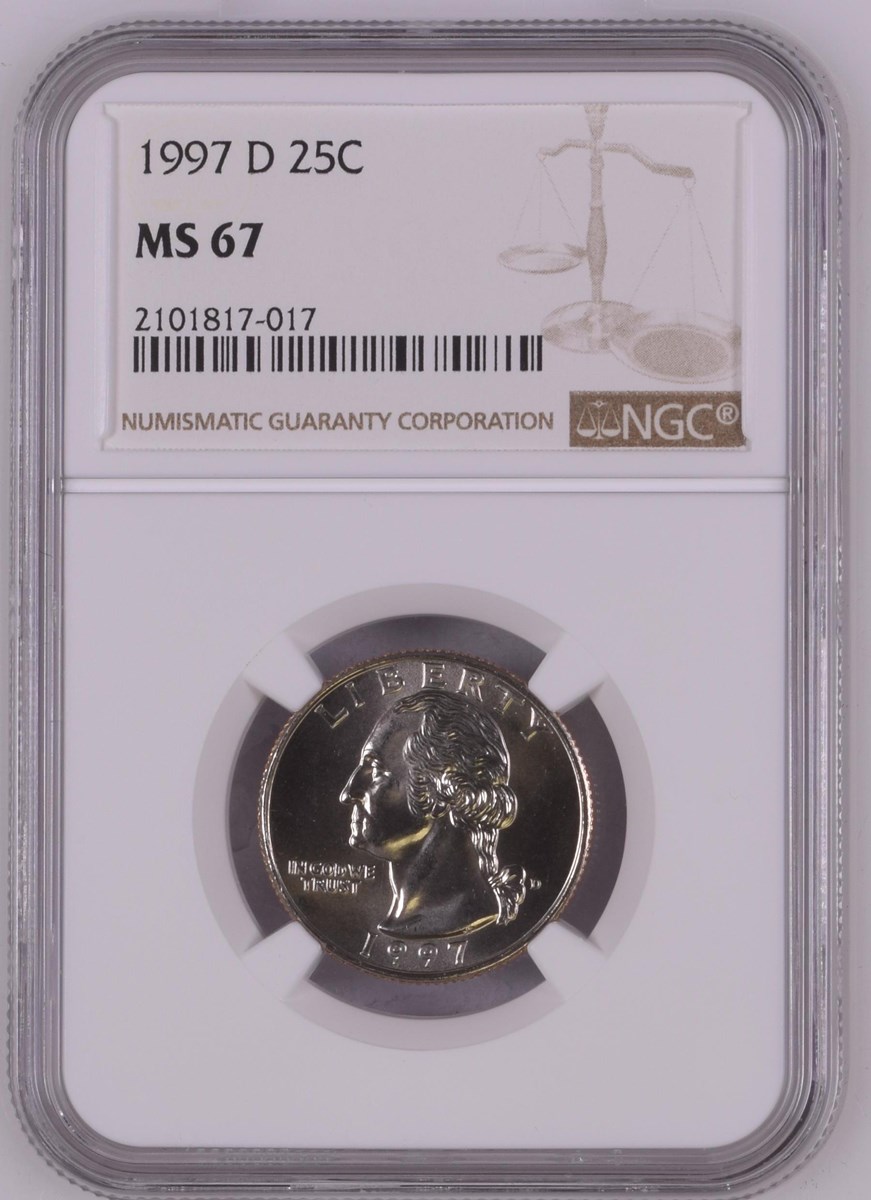 1997 D 25C
MS 67
2101817-017
NUMISMATIC GUARANTY CORPORATION
NGC®
LIBERTY
IN GOD WE
TRUST
D
1997